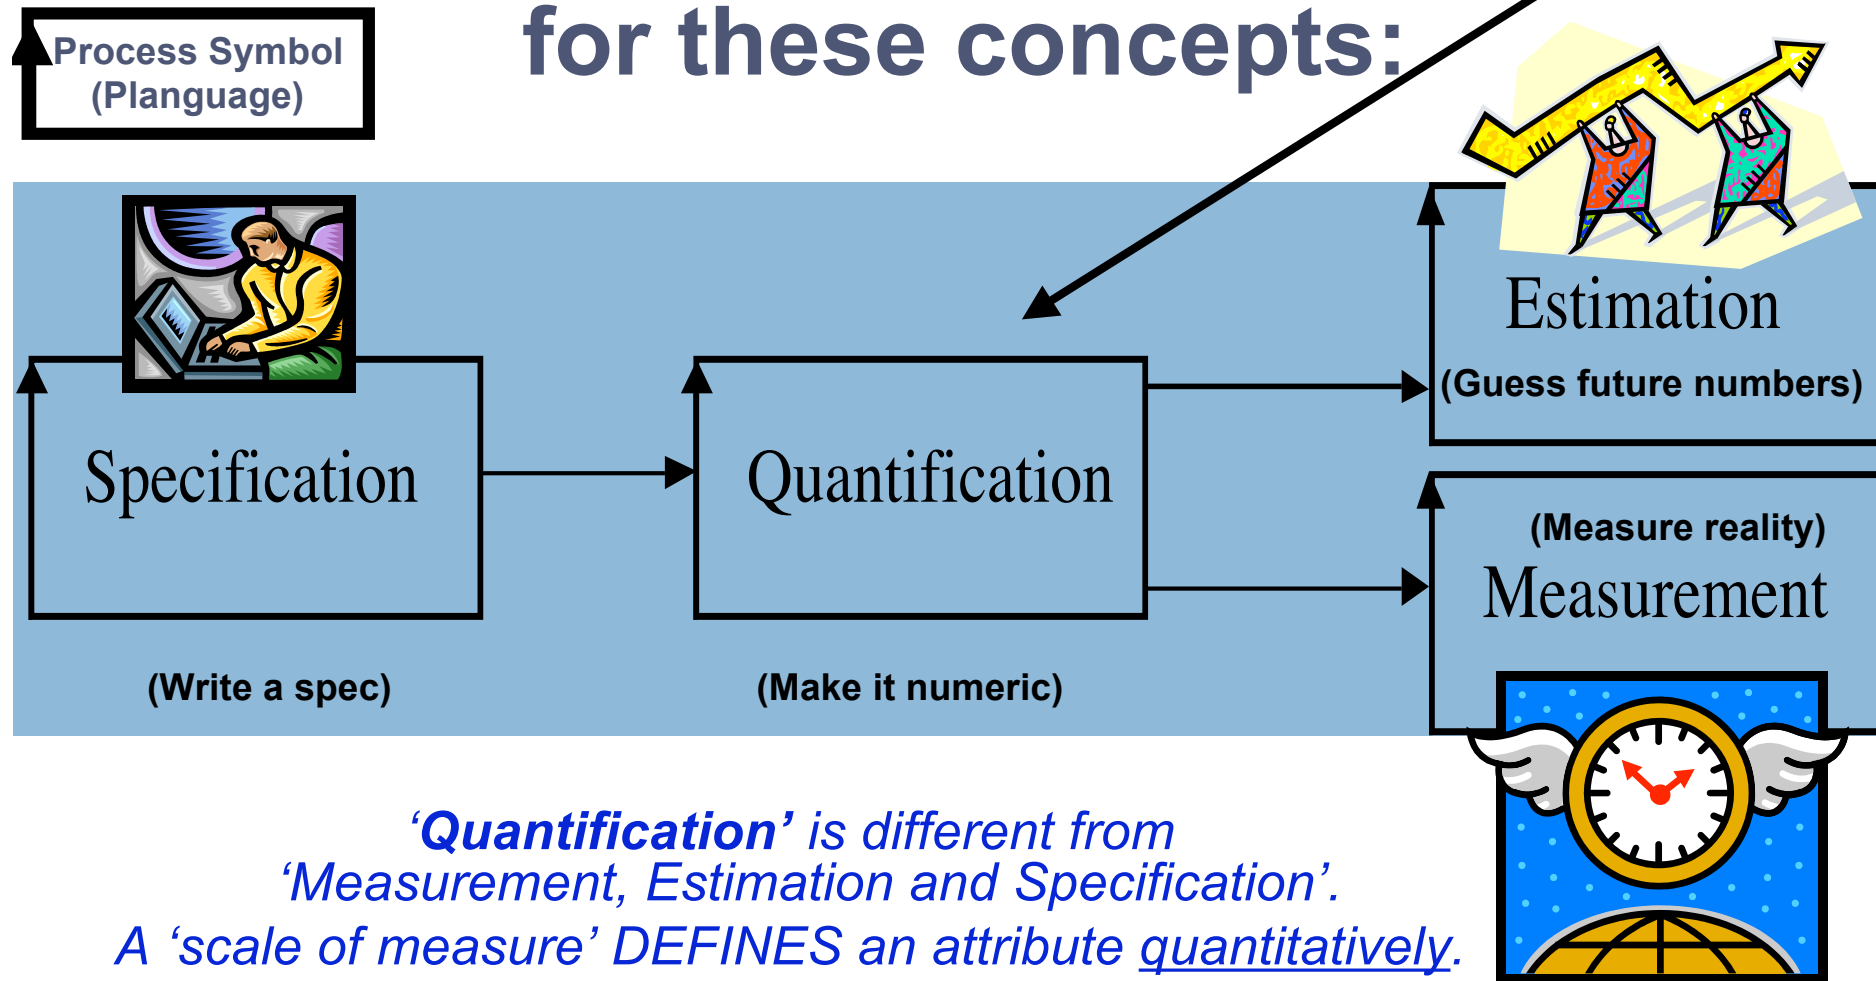 for these concepts:
Process Symbol
(Planguage)
Estimation
(Guess future numbers)
Specification
Quantification
(Measure reality)
Measurement
(Write a spec)
(Make it numeric)
‘Quantification’ is different from
‘Measurement, Estimation and Specification’.
A ‘scale of measure’ DEFINES an attribute quantitatively.